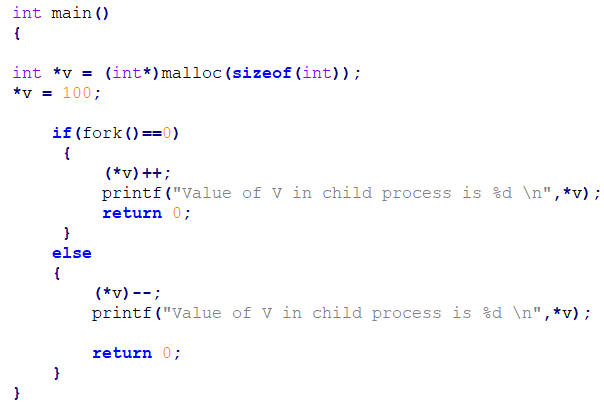 int main()
{
int *v = (int*)malloc(sizeof(int));
*v = 100;
if(fork()==0)
{
(*v)++;
printf("Value of V in child process is %d \n",*v);
return 0;
}
else
{
(*v)--;
printf("Value of V in child process is %d \n",*v);
return 0;
}
}